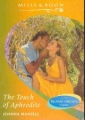 MILLS & BOON
The Touch of
Aphrodite
JOANNA MANSELL